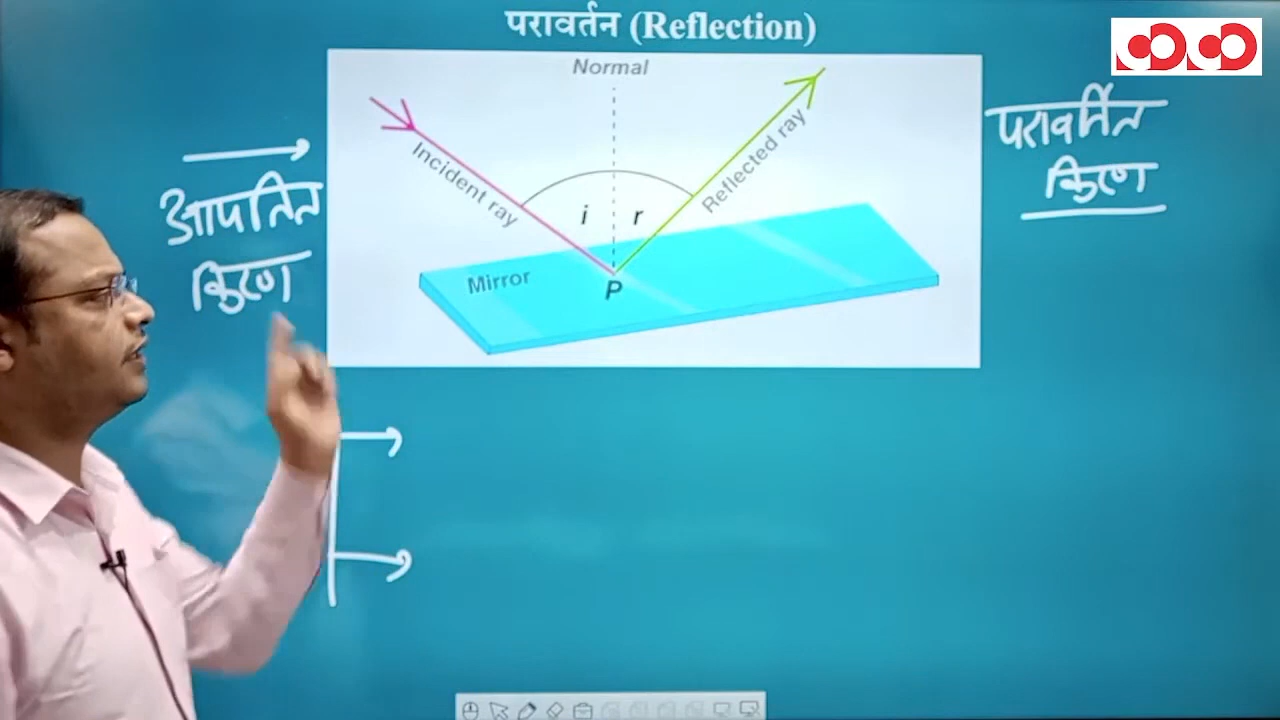 परावर्तन (Reflection)
Normal
Incident ray
Reflected ray
i
r
Mirror
P
आपतित
किरण
परावर्तित
किरण